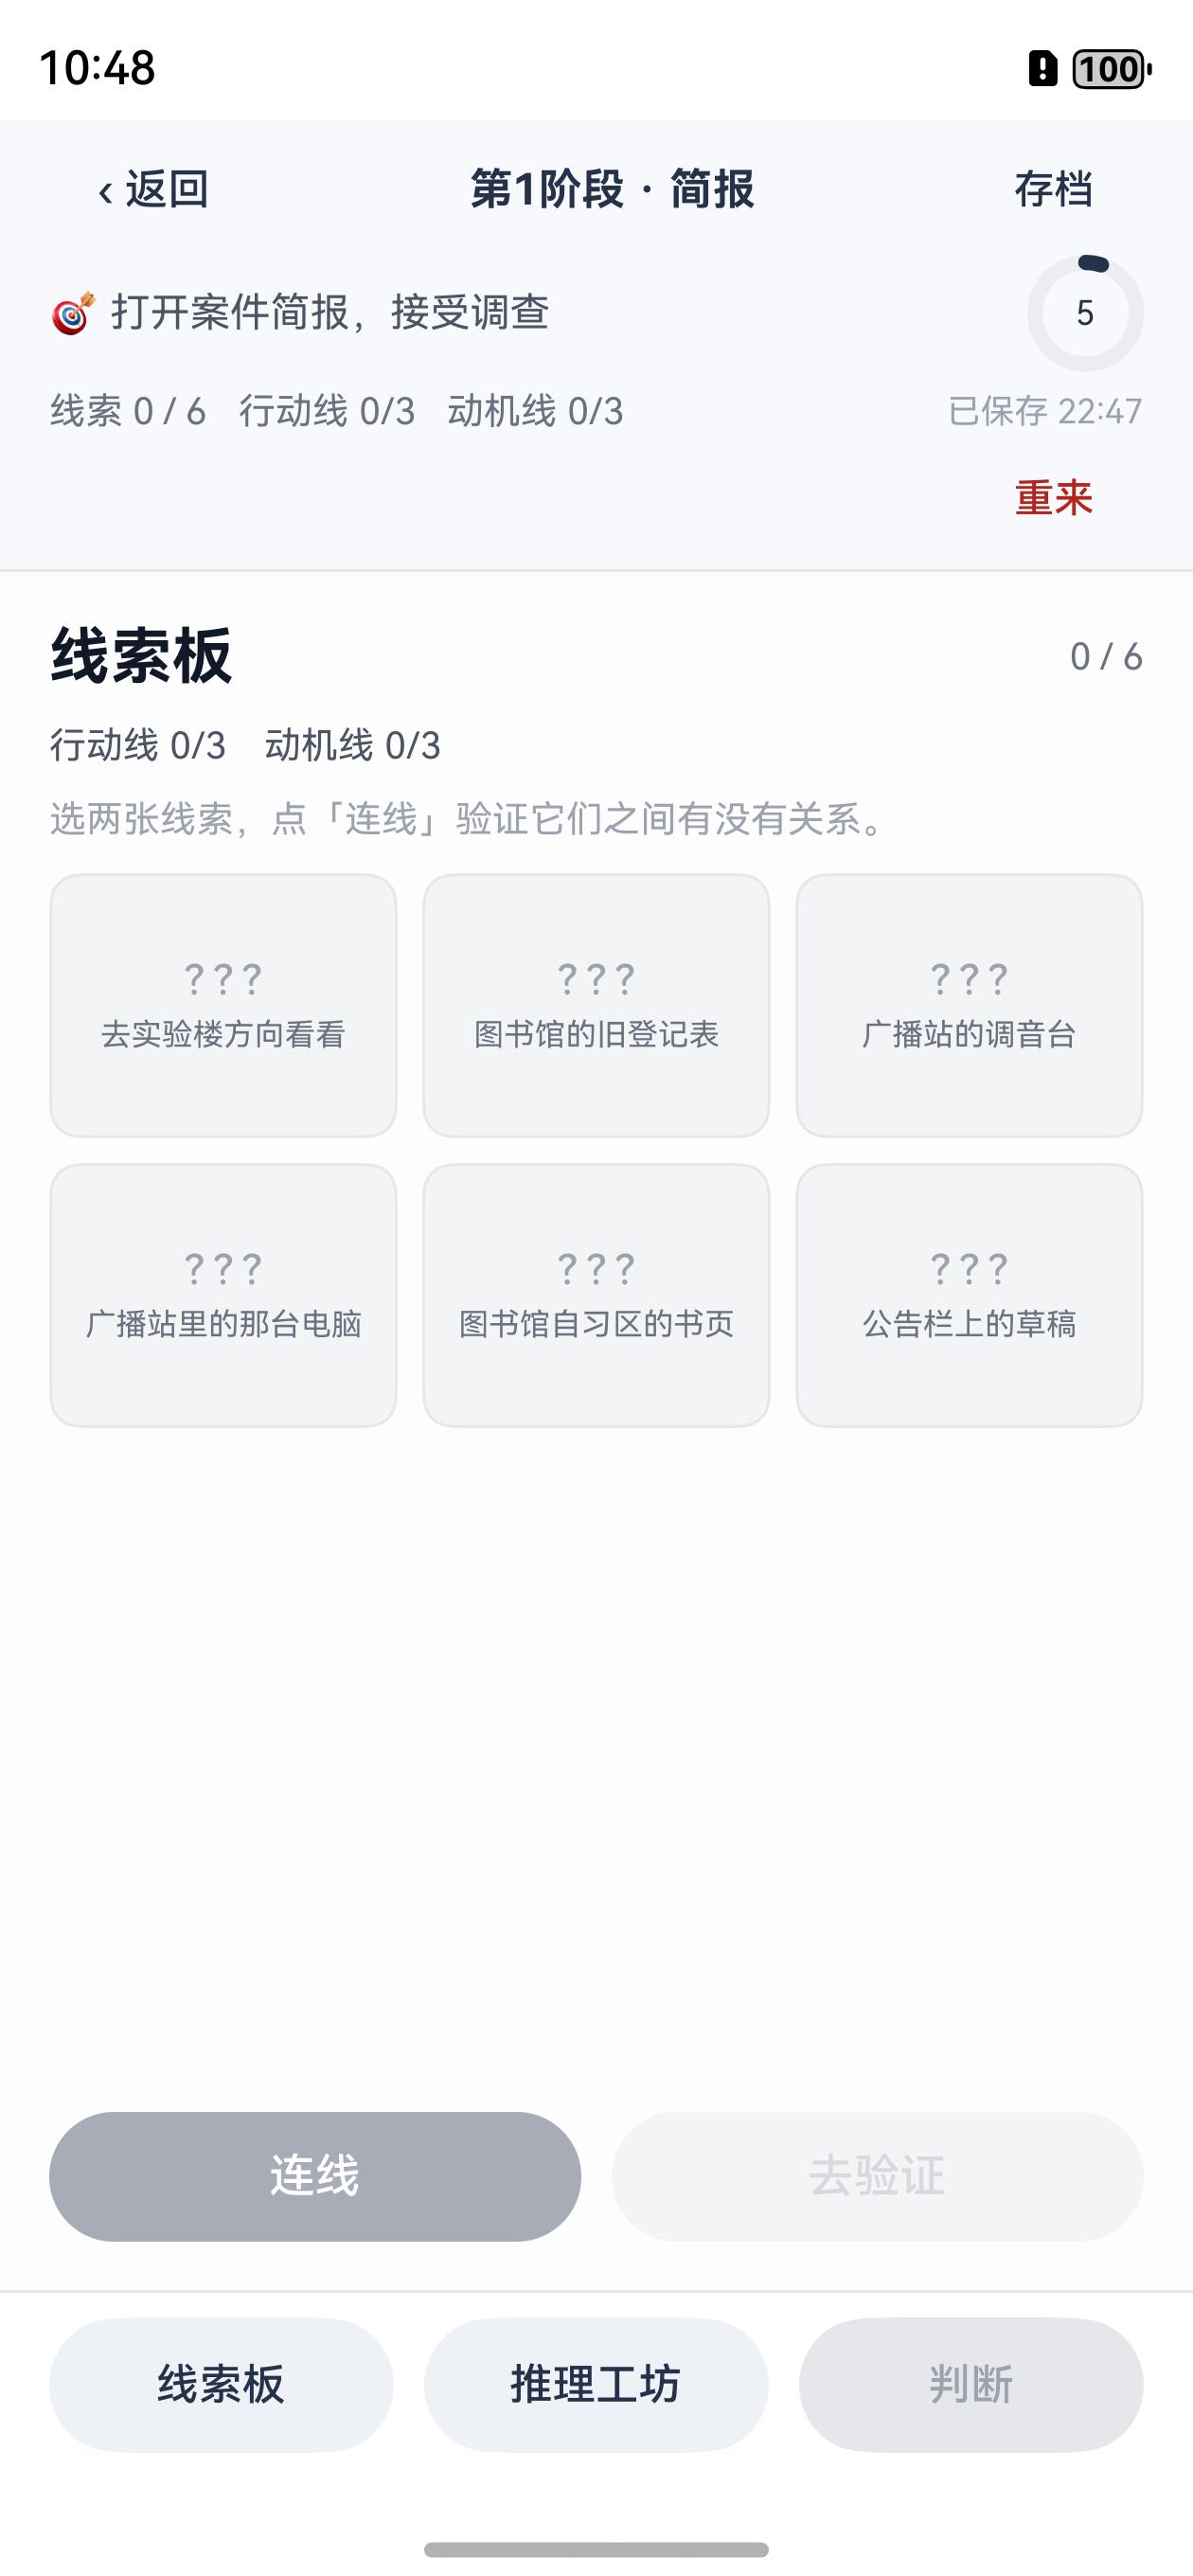 10:48
100
‹ 返回 第1阶段 · 简报 存档
🎯 打开案件简报，接受调查
5
线索 0 / 6 行动线 0/3 动机线 0/3 已保存 22:47
重来
线索板 0 / 6
行动线 0/3 动机线 0/3
选两张线索，点「连线」验证它们之间有没有关系。
??? ??? ???
去实验楼方向看看 图书馆的旧登记表 广播站的调音台
??? ??? ???
广播站里的那台电脑 图书馆自习区的书页 公告栏上的草稿
连线 去验证
线索板 推理工坊 判断